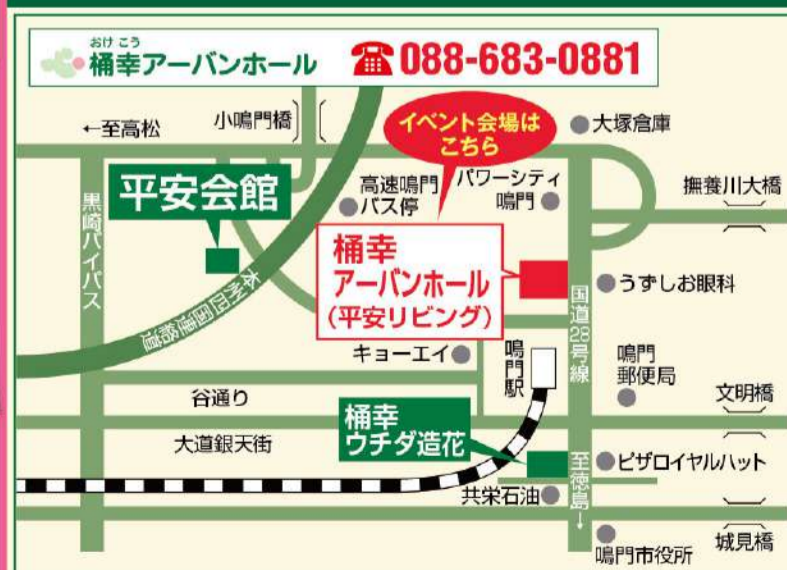 おけ こう
桶幸アーバンホール ☎088-683-0881
←至高松
小鳴門橋
イベント会場は
こちら
大塚倉庫
平安会館
高速鳴門
バス停
パワーシティ
鳴門
撫養川大橋
黒崎バイパス
本州四国連絡道
桶幸
アーバンホール
(平安リビング)
国道28号線
うずしお眼科
キョーエイ
鳴門駅
鳴門
郵便局
谷通り
文明橋
大道銀天街
桶幸
ウチダ造花
至徳島→
ピザロイヤルハット
共栄石油
城見橋
鳴門市役所